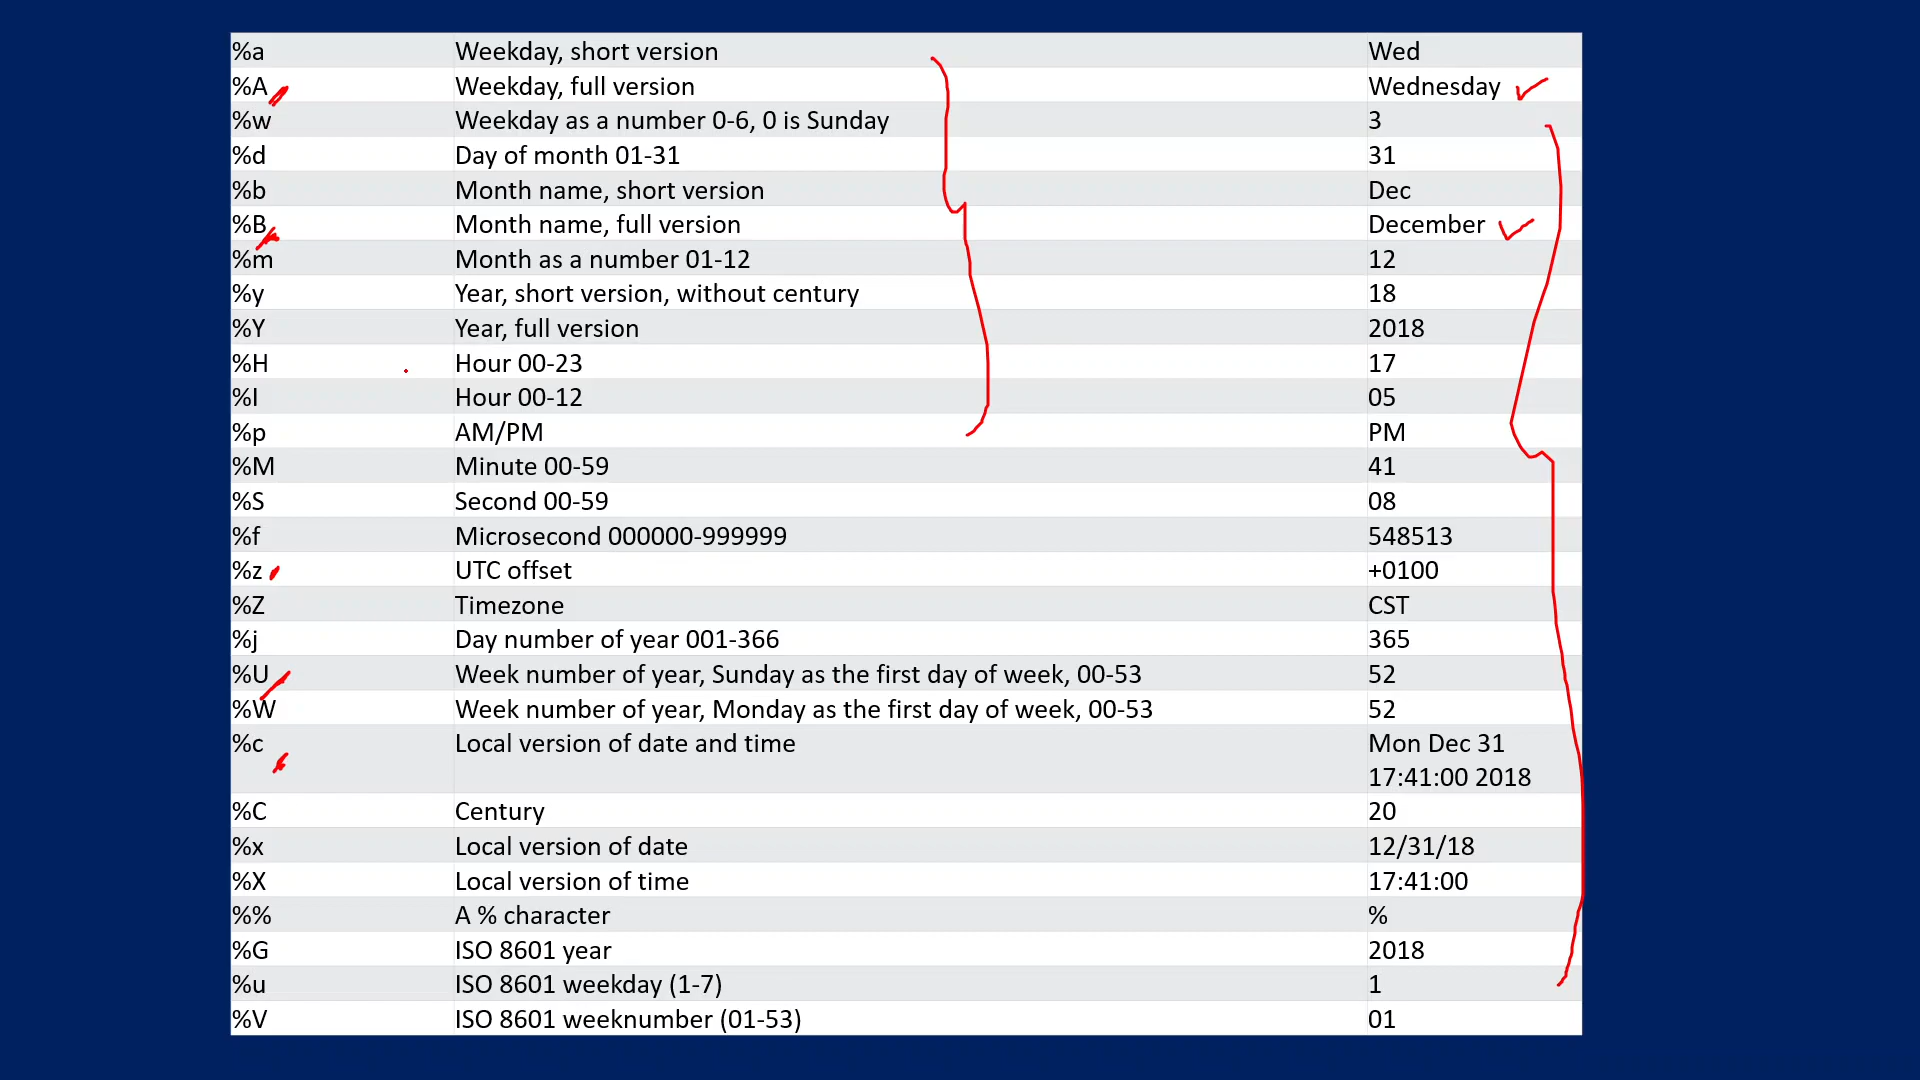 %a Weekday, short version Wed
%A Weekday, full version Wednesday
%w Weekday as a number 0-6, 0 is Sunday 3
%d Day of month 01-31 31
%b Month name, short version Dec
%B Month name, full version December
%m Month as a number 01-12 12
%y Year, short version, without century 18
%Y Year, full version 2018
%H Hour 00-23 17
%I Hour 00-12 05
%p AM/PM PM
%M Minute 00-59 41
%S Second 00-59 08
%f Microsecond 000000-999999 548513
%z UTC offset +0100
%Z Timezone CST
%j Day number of year 001-366 365
%U Week number of year, Sunday as the first day of week, 00-53 52
%W Week number of year, Monday as the first day of week, 00-53 52
%c Local version of date and time Mon Dec 31
17:41:00 2018
%C Century 20
%x Local version of date 12/31/18
%X Local version of time 17:41:00
%% A % character %
%G ISO 8601 year 2018
%u ISO 8601 weekday (1-7) 1
%V ISO 8601 weeknumber (01-53) 01